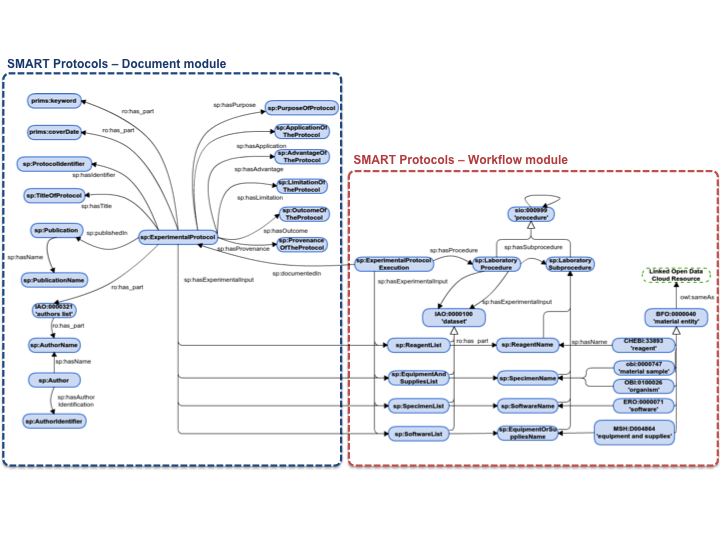 SMART Protocols – Document module
prims:keyword
ro:has_part
prims:coverDate
ro:has_part
sp:ProtocolIdentifier
sp:hasIdentifier
sp:TitleOfProtocol
sp:hasTitle
sp:Publication
sp:publishedIn
sp:hasName
sp:PublicationName
ro:has_part
IAO:0000321
'authors list'
ro:has_part
sp:AuthorName
sp:hasName
sp:Author
sp:hasAuthor
Identification
sp:AuthorIdentifier
sp:ExperimentalProtocol
sp:hasPurpose
sp:PurposeOfProtocol
sp:ApplicationOf
TheProtocol
sp:hasApplication
sp:AdvantageOf
TheProtocol
sp:hasAdvantage
sp:LimitationOf
TheProtocol
sp:hasLimitation
sp:OutcomeOf
TheProtocol
sp:hasOutcome
sp:Provenance
OfTheProtocol
sp:hasProvenance
sp:documentedIn
sp:hasExperimentalInput
SMART Protocols – Workflow module
sio:000999
'procedure'
sp:hasProcedure
sp:hasSubprocedure
sp:ExperimentalProtocol
Execution
sp:Laboratory
Procedure
sp:Laboratory
Subprocedure
sp:hasExperimentalInput
sp:hasExperimentalInput
IAO:0000100
'dataset'
Linked Open Data
Cloud Resource
owl:sameAs
BFO:0000040
'material entity'
sp:ReagentList
ro:has_part
sp:ReagentName
sp:hasName
CHEBI:33893
'reagent'
sp:EquipmentAnd
SuppliesList
sp:SpecimenName
obi:0000747
'material sample'
OBI:0100026
'organism'
sp:SpecimenList
sp:SoftwareName
ERO:0000071
'software'
sp:SoftwareList
sp:EquipmentOrSu
ppliesName
MSH:D004864
'equipment and supplies'